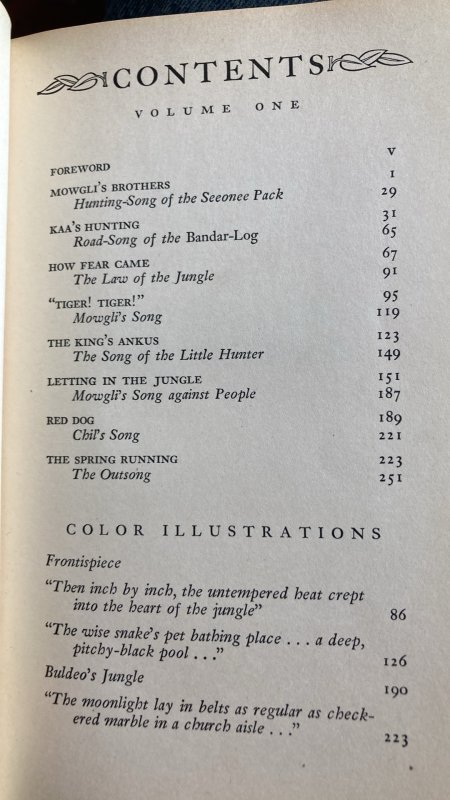 CONTENTS
VOLUME ONE
FOREWORD V
MOWGLI'S BROTHERS 1
Hunting-Song of the Seeonee Pack 29
KAA'S HUNTING 31
Road-Song of the Bandar-Log 65
HOW FEAR CAME 67
The Law of the Jungle 91
"TIGER! TIGER!" 95
Mowgli's Song 119
THE KING'S ANKUS 123
The Song of the Little Hunter 149
LETTING IN THE JUNGLE 151
Mowgli's Song against People 187
RED DOG 189
Chil's Song 221
THE SPRING RUNNING 223
The Outsong 251
COLOR ILLUSTRATIONS
Frontispiece
"Then inch by inch, the untempered heat crept
into the heart of the jungle" 86
"The wise snake's pet bathing place . . . a deep,
pitchy-black pool . . ." 126
Buldeo's Jungle 190
"The moonlight lay in belts as regular as check-
ered marble in a church aisle . . ." 223